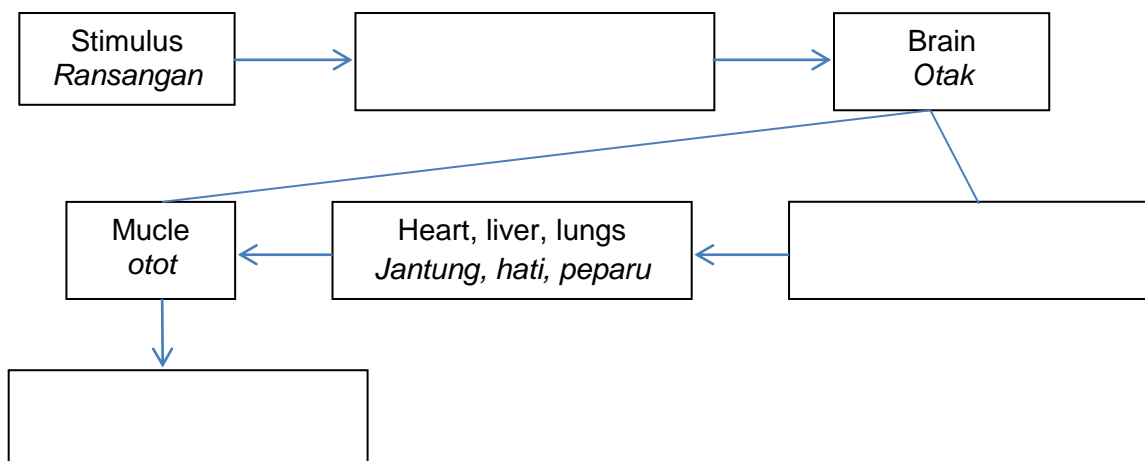 Stimulus
Ransangan
Brain
Otak
Mucle
otot
Heart, liver, lungs
Jantung, hati, peparu